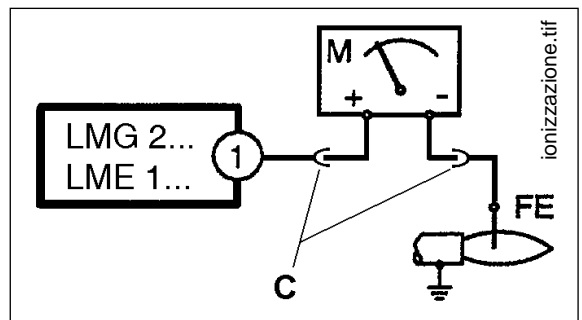 M
+ -
LMG 2...
LME 1...
1
FE
C
ionizzazione.tif